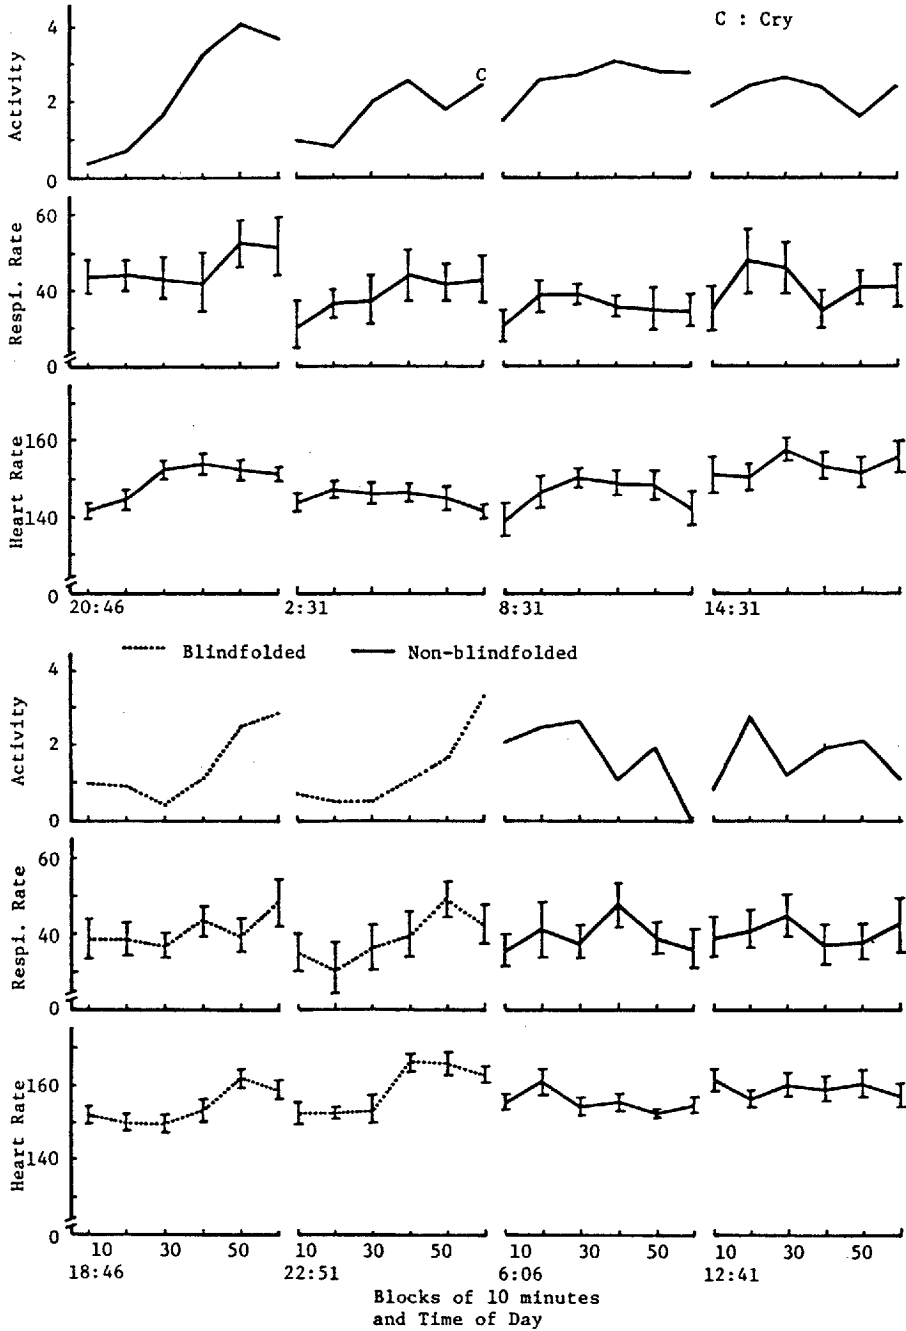 C : Cry
Activity
4
2
0
C
Respi. Rate
60
40
0
Heart Rate
160
140
0
20:46 2:31 8:31 14:31
Blindfolded Non-blindfolded
Activity
4
2
0
Respi. Rate
60
40
0
Heart Rate
160
140
0
10 30 50 10 30 50 10 30 50 10 30 50
18:46 22:51 6:06 12:41
Blocks of 10 minutes
and Time of Day